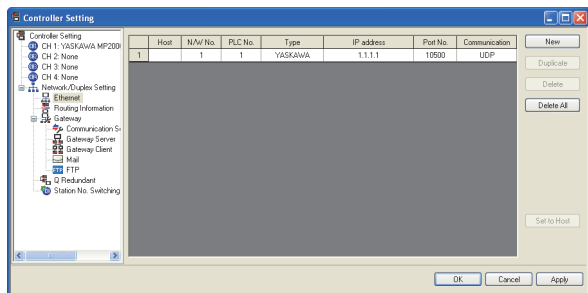 Controller Setting
Controller Setting
CH 1: YASKAWA MP200
CH 2: None
CH 3: None
CH 4: None
Network/Duplex Setting
Ethernet
Routing Information
Gateway
Communication S
Gateway Server
Gateway Client
Mail
FTP
Q Redundant
Station No. Switching
Host N/W No. PLC No. Type IP address Port No. Communication
1 1 1 YASKAWA 1.1.1.1 10500 UDP
New
Duplicate
Delete
Delete All
Set to Host
OK Cancel Apply